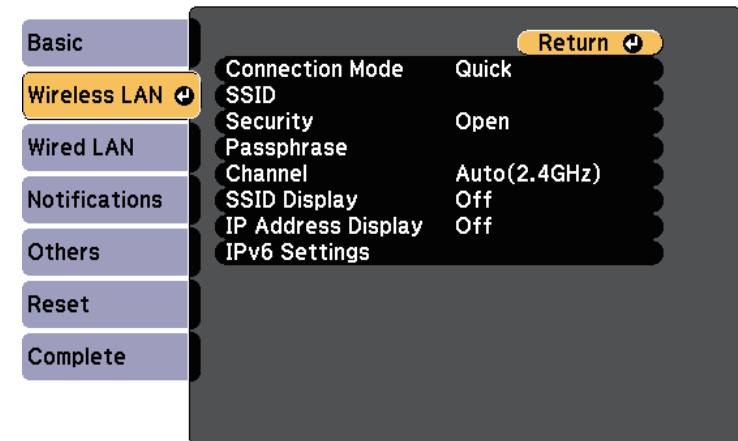 Basic
Wireless LAN
Wired LAN
Notifications
Others
Reset
Complete
Return
Connection Mode Quick
SSID
Security Open
Passphrase
Channel Auto(2.4GHz)
SSID Display Off
IP Address Display Off
IPv6 Settings